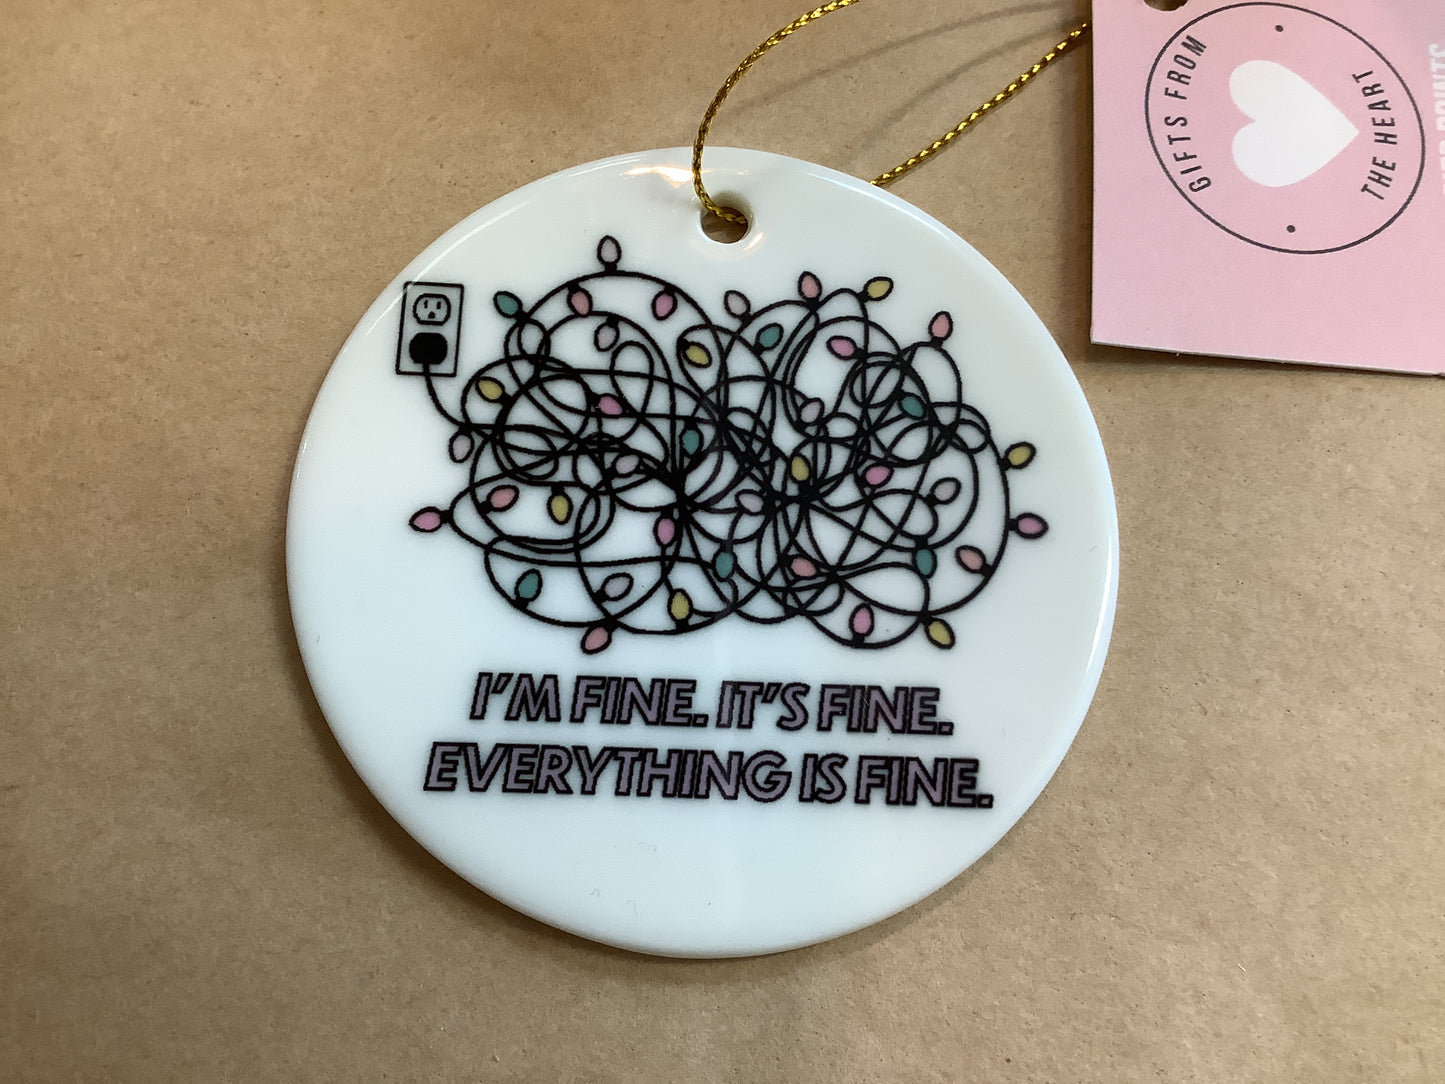 GIFTS FROM
THE HEART
I'M FINE. IT'S FINE.
EVERYTHING IS FINE.